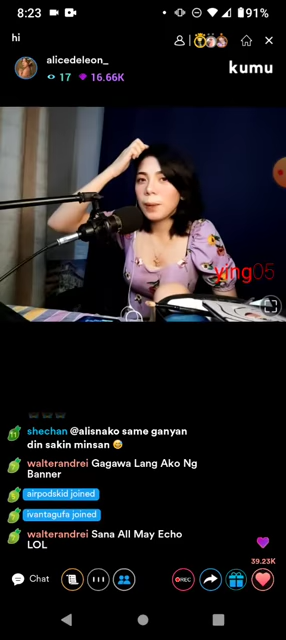 8:23
91%
hi
alicedeleon_
17 16.66K
kumu
ying05
shechan @alisnako same ganyan
din sakin minsan
walterandrei Gagawa Lang Ako Ng
Banner
airpodskid joined
ivantagufa joined
walterandrei Sana All May Echo
LOL
39.23K
Chat
REC